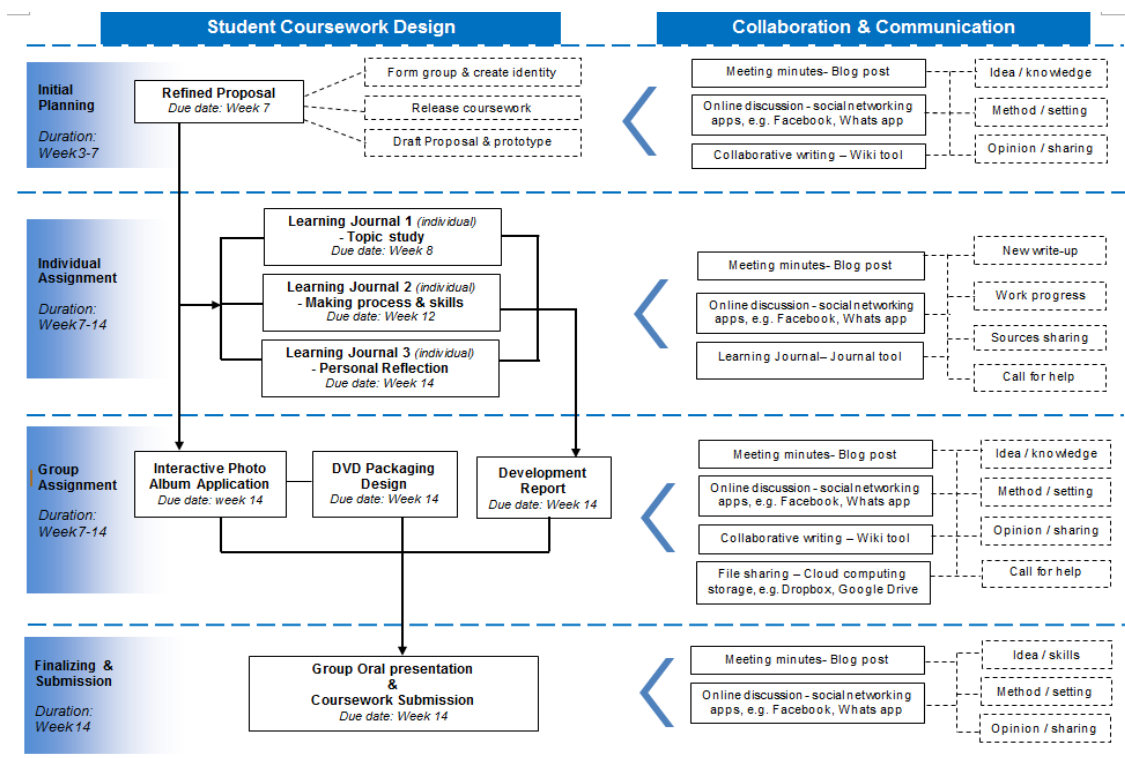 Student Coursework Design
Collaboration & Communication
Initial
Planning
Duration:
Week3-7
Refined Proposal
Due date: Week 7
Form group & create identity
Release coursework
Draft Proposal & prototype
Meeting minutes- Blog post
Online discussion - social networking
apps, e.g. Facebook, Whats app
Collaborative writing – Wiki tool
Idea / knowledge
Method / setting
Opinion / sharing
Individual
Assignment
Duration:
Week7-14
Learning Journal 1 (individual)
- Topic study
Due date: Week 8
Learning Journal 2 (individual)
- Making process & skills
Due date: Week 12
Learning Journal 3 (individual)
- Personal Reflection
Due date: Week 14
Meeting minutes- Blog post
Online discussion - social networking
apps, e.g. Facebook, Whats app
Learning Journal– Journal tool
New write-up
Work progress
Sources sharing
Call for help
Group
Assignment
Duration:
Week7-14
Interactive Photo
Album Application
Due date: week 14
DVD Packaging
Design
Due date: Week 14
Development
Report
Due date: Week 14
Meeting minutes- Blog post
Online discussion - social networking
apps, e.g. Facebook, Whats app
Collaborative writing – Wiki tool
File sharing – Cloud computing
storage, e.g. Dropbox, Google Drive
Idea / knowledge
Method / setting
Opinion / sharing
Call for help
Finalizing &
Submission
Duration:
Week14
Group Oral presentation
&
Coursework Submission
Due date: Week 14
Meeting minutes- Blog post
Online discussion - social networking
apps, e.g. Facebook, Whats app
Idea / skills
Method / setting
Opinion / sharing